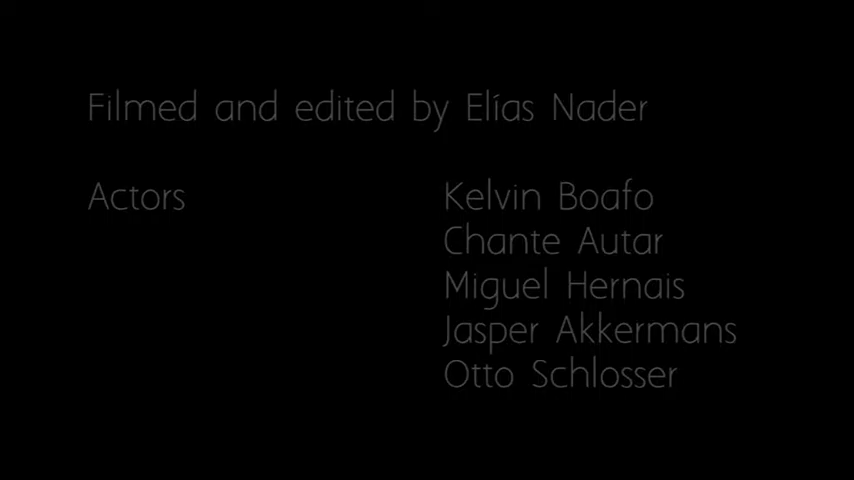 Filmed and edited by Elías Nader
Actors Kelvin Boafo
Chante Autar
Miguel Hernais
Jasper Akkermans
Otto Schlosser